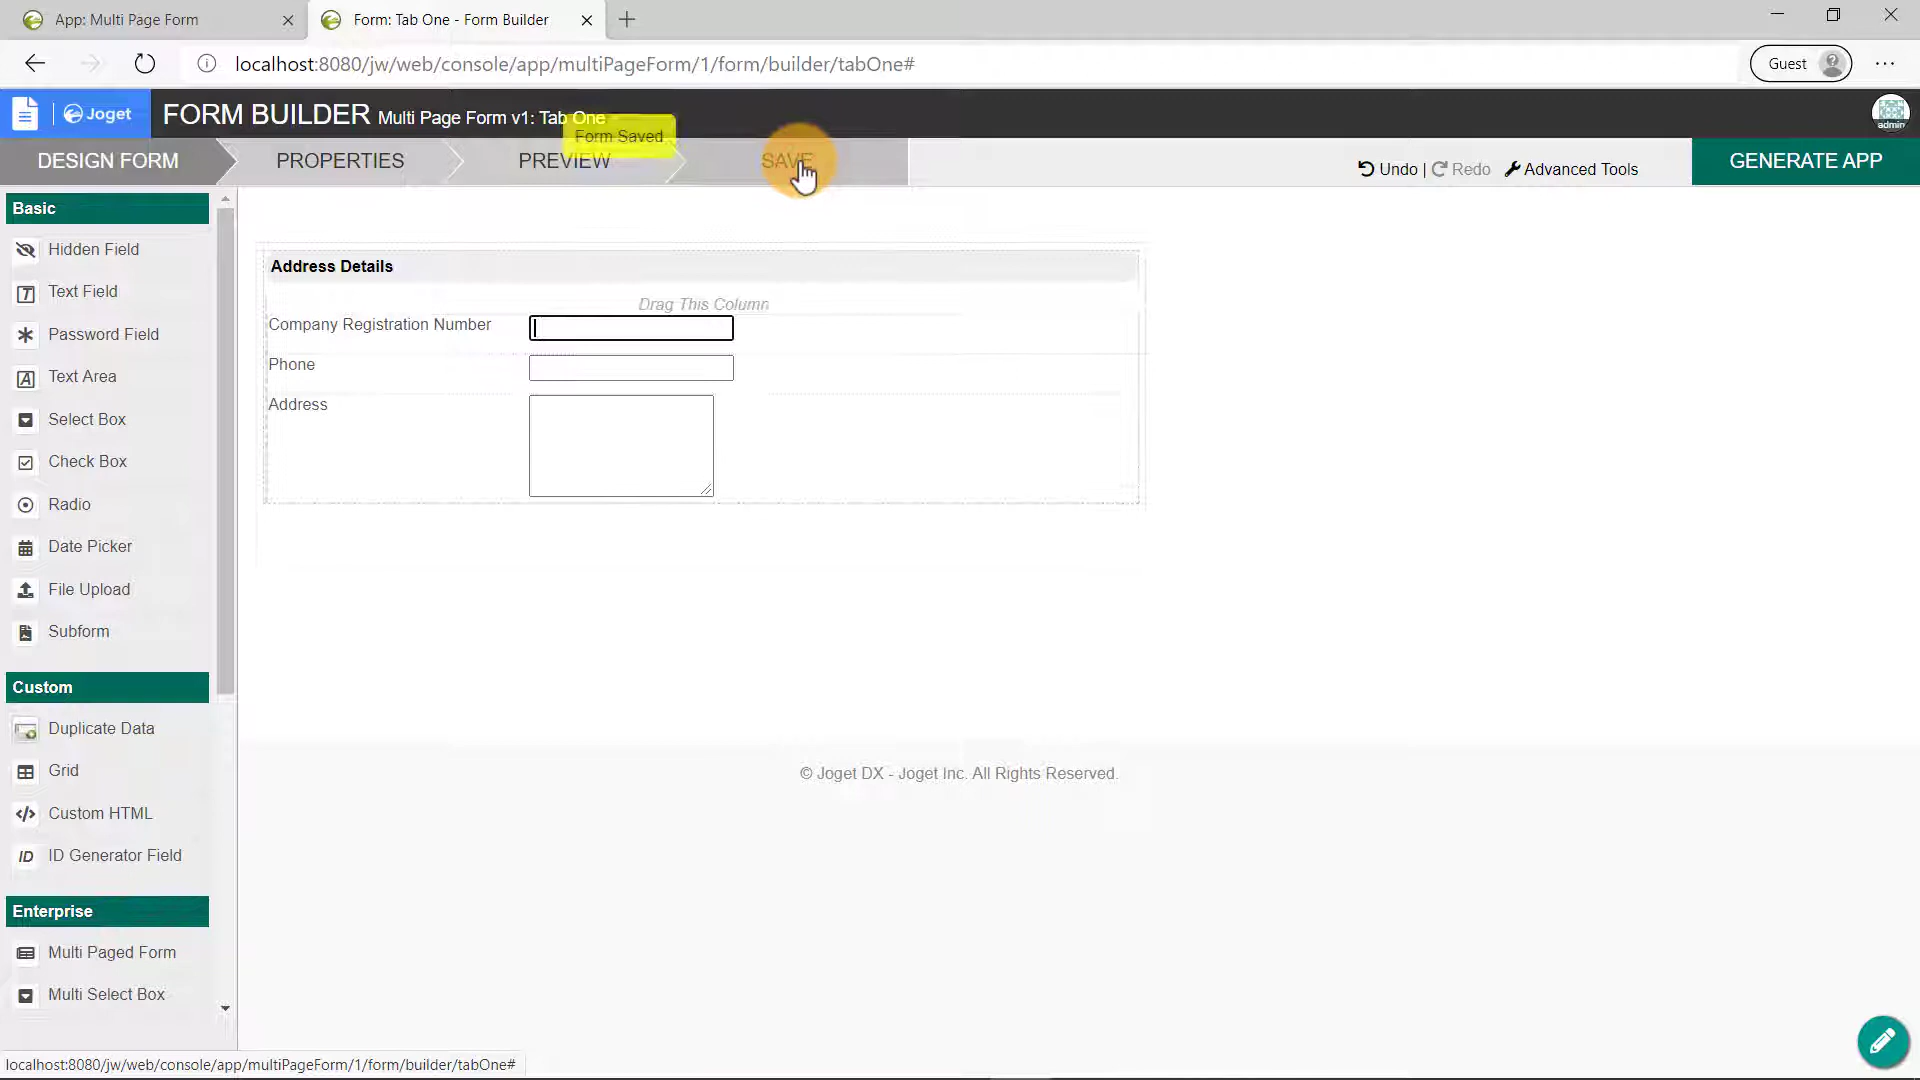 App: Multi Page Form
Form: Tab One - Form Builder
localhost:8080/jw/web/console/app/multiPageForm/1/form/builder/tabOne#
Guest
Joget
FORM BUILDER Multi Page Form v1: Tab One
admin
Form Saved
DESIGN FORM
PROPERTIES
PREVIEW
SAVE
Undo | Redo
Advanced Tools
GENERATE APP
Basic
Hidden Field
Text Field
Password Field
Text Area
Select Box
Check Box
Radio
Date Picker
File Upload
Subform
Custom
Duplicate Data
Grid
Custom HTML
ID ID Generator Field
Enterprise
Multi Paged Form
Multi Select Box
Address Details
Drag This Column
Company Registration Number
Phone
Address
© Joget DX - Joget Inc. All Rights Reserved.
localhost:8080/jw/web/console/app/multiPageForm/1/form/builder/tabOne#